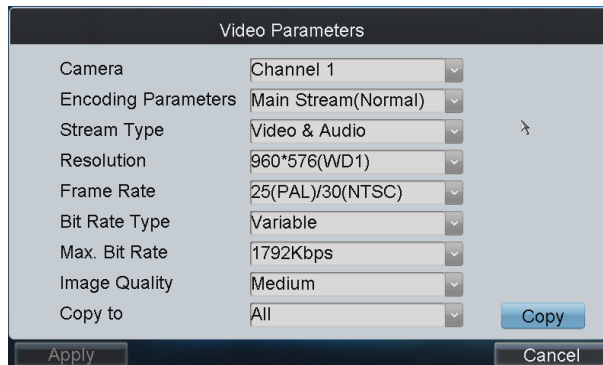 Video Parameters
Camera Channel 1
Encoding Parameters Main Stream(Normal)
Stream Type Video & Audio
Resolution 960*576(WD1)
Frame Rate 25(PAL)/30(NTSC)
Bit Rate Type Variable
Max. Bit Rate 1792Kbps
Image Quality Medium
Copy to All Copy
Apply Cancel